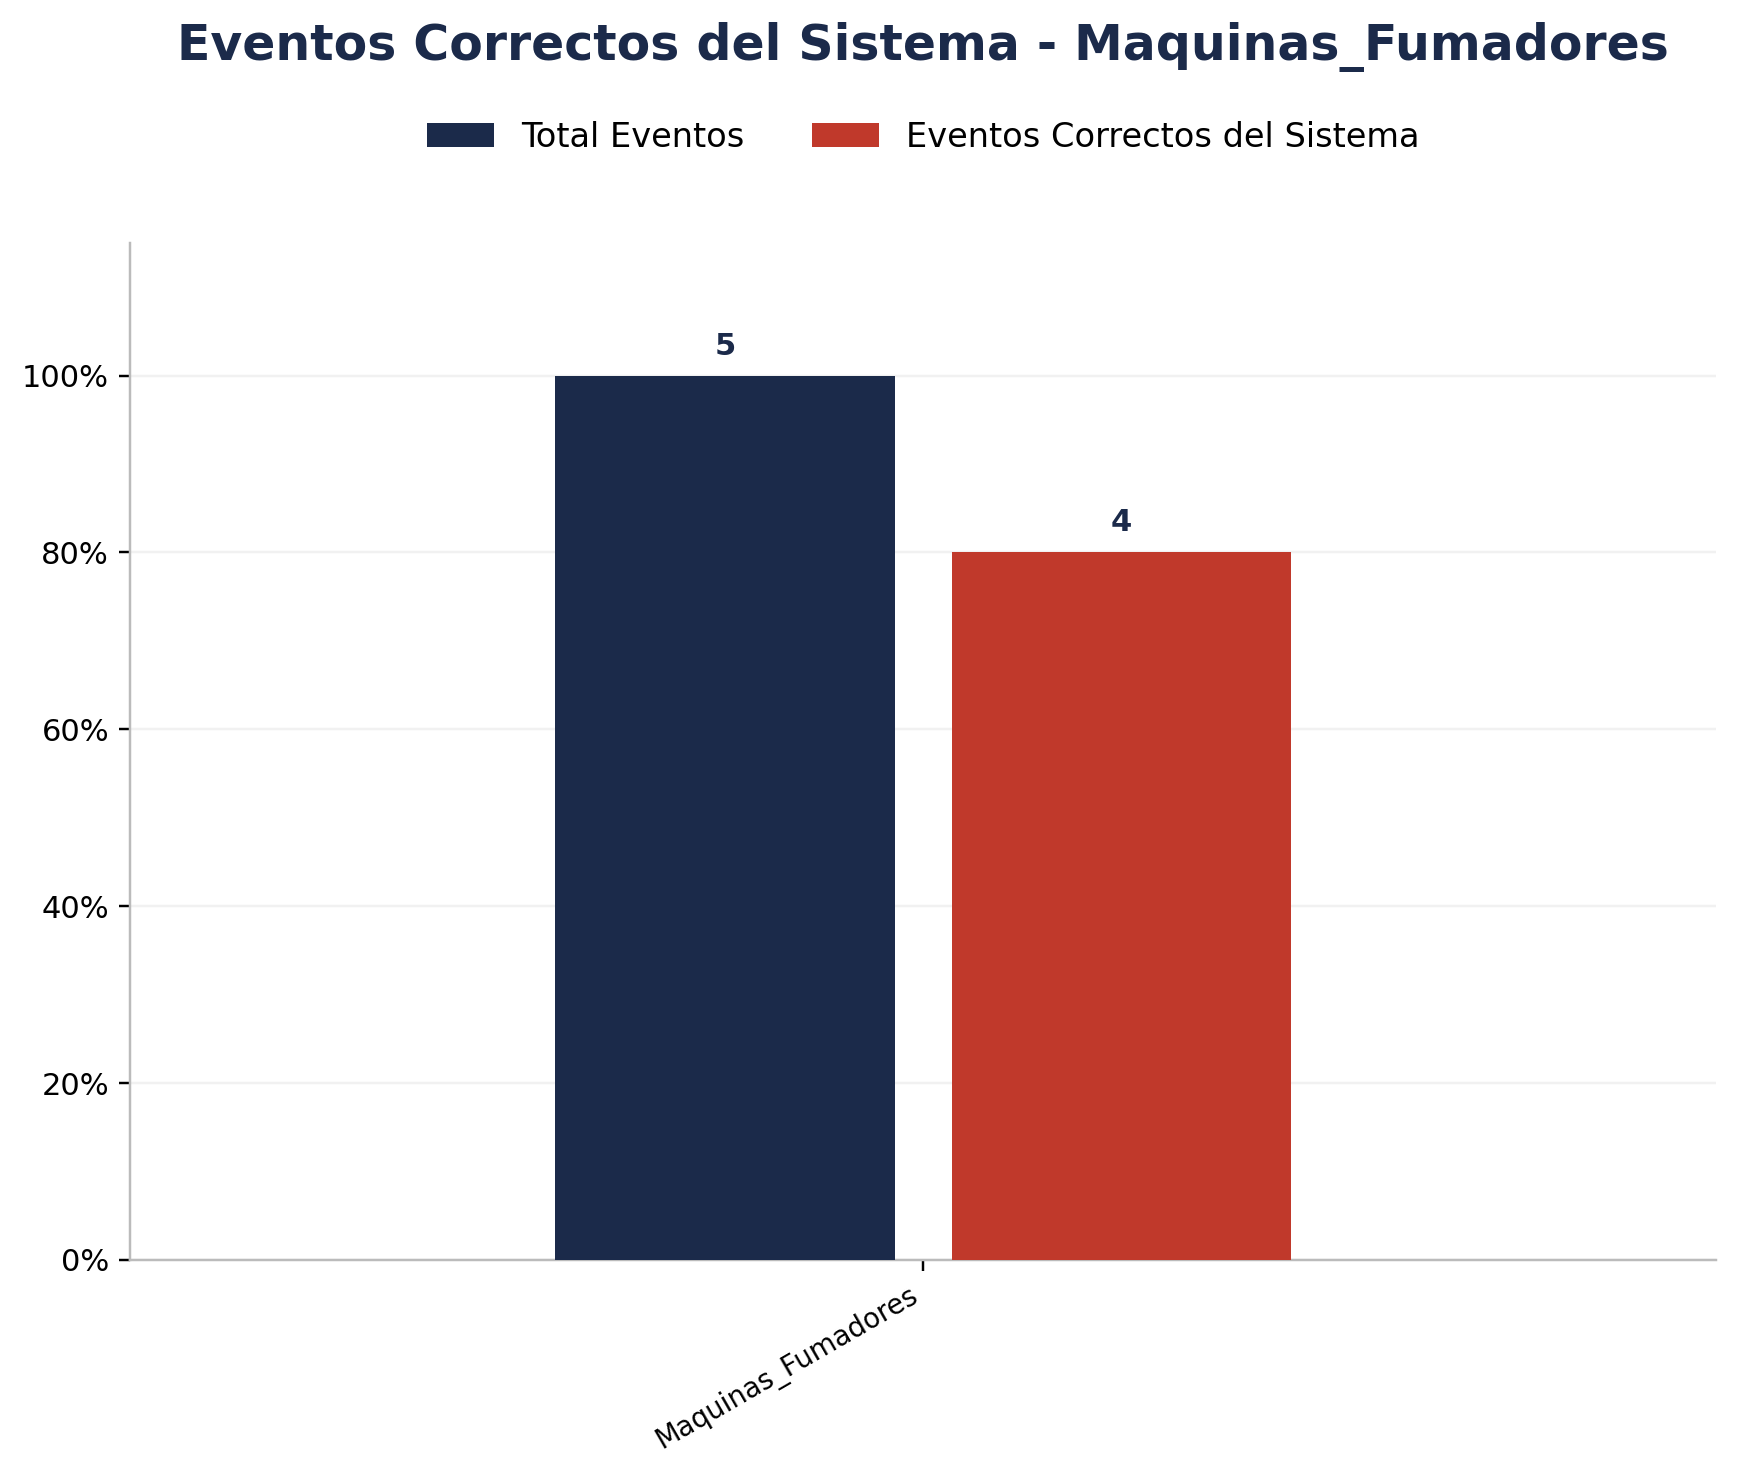 Eventos Correctos del Sistema - Maquinas_Fumadores
Total Eventos
Eventos Correctos del Sistema
5
100%
4
80%
60%
40%
20%
0%
Maquinas_Fumadores